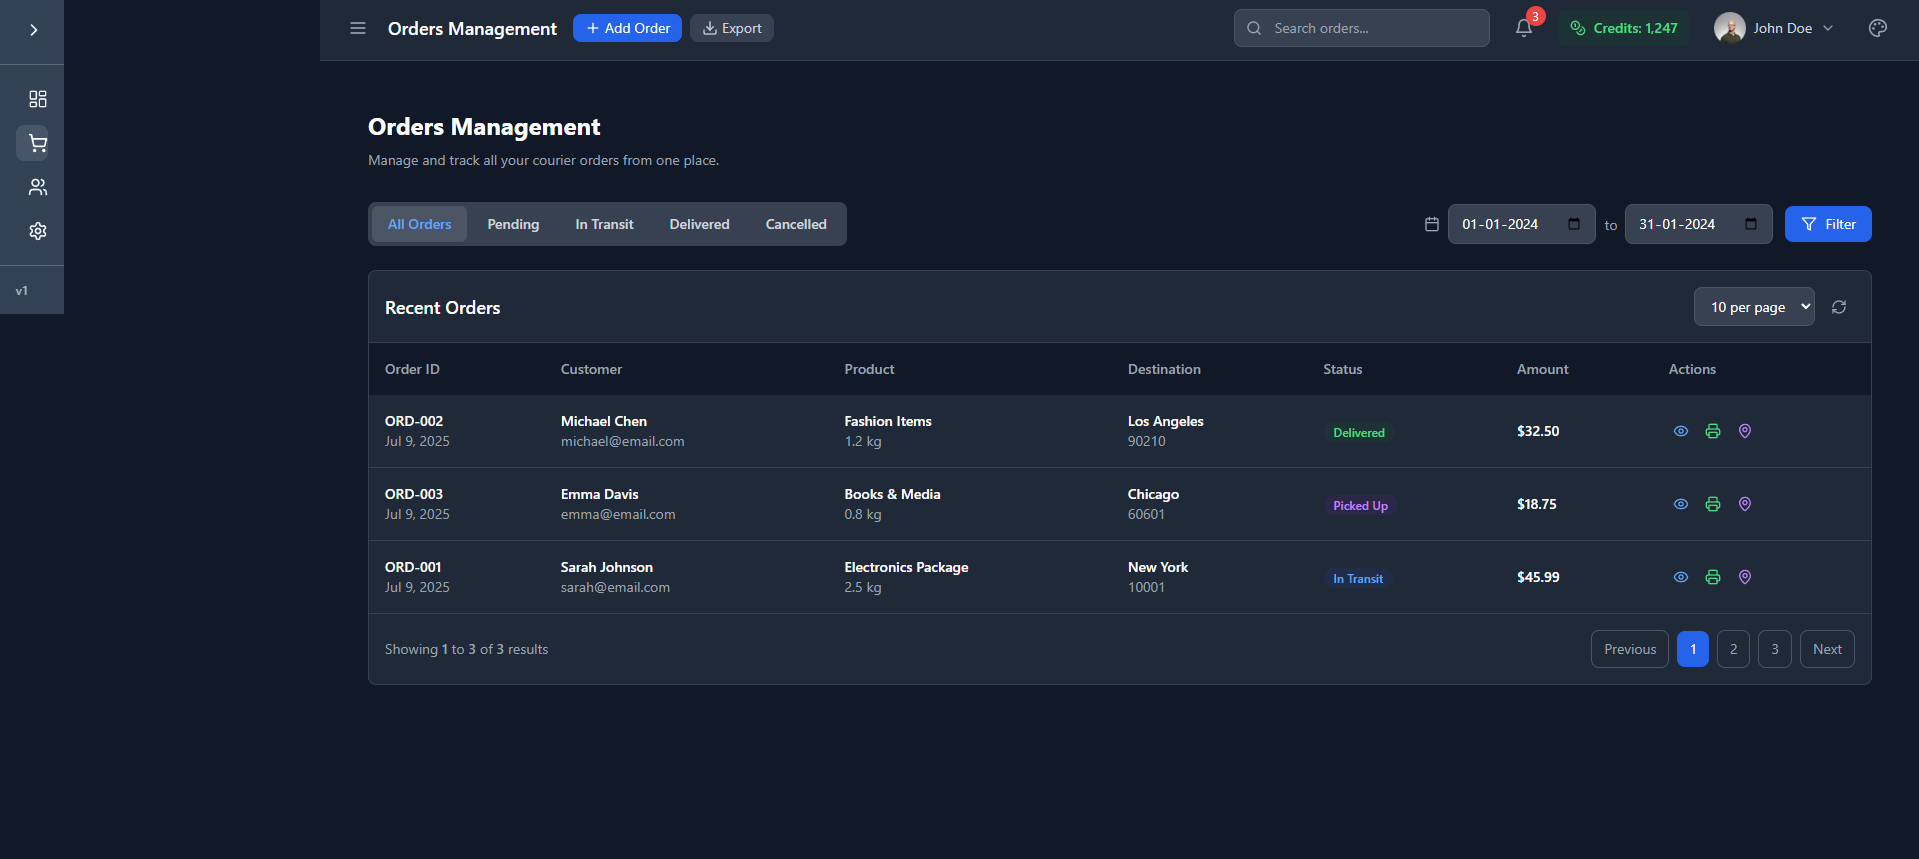 Orders Management
Add Order
Export
Search orders...
3
Credits: 1,247
John Doe
v1
Orders Management
Manage and track all your courier orders from one place.
All Orders Pending In Transit Delivered Cancelled
01-01-2024 to 31-01-2024 Filter
Recent Orders
10 per page
Order ID Customer Product Destination Status Amount Actions
ORD-002 Michael Chen Fashion Items Los Angeles Delivered $32.50
Jul 9, 2025 michael@email.com 1.2 kg 90210
ORD-003 Emma Davis Books & Media Chicago Picked Up $18.75
Jul 9, 2025 emma@email.com 0.8 kg 60601
ORD-001 Sarah Johnson Electronics Package New York In Transit $45.99
Jul 9, 2025 sarah@email.com 2.5 kg 10001
Showing 1 to 3 of 3 results
Previous 1 2 3 Next